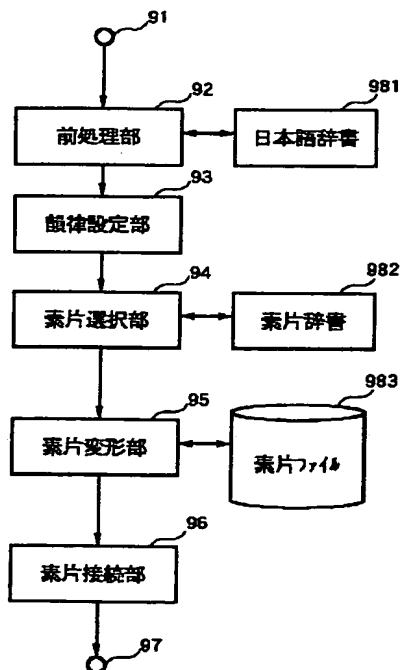 91
92
981
前処理部
日本語辞書
93
韻律設定部
94
982
素片選択部
素片辞書
95
983
素片変形部
素片ファイル
96
素片接続部
97